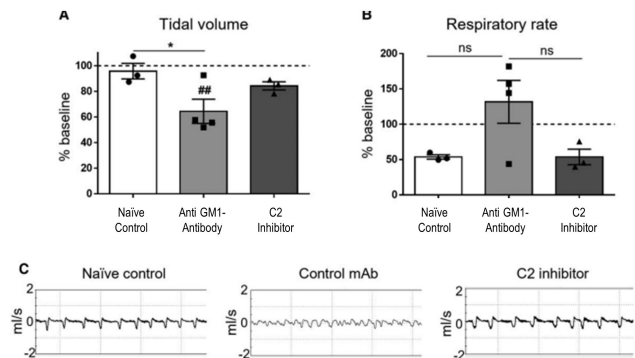 A
Tidal volume
*
100
80
60
40
20
0
% baseline
##
Naïve
Control
Anti GM1-
Antibody
C2
Inhibitor
B
Respiratory rate
ns
ns
200
150
100
50
0
% baseline
Naïve
Control
Anti GM1-
Antibody
C2
Inhibitor
C
Naïve control
Control mAb
C2 inhibitor
2
0
-2
ml/s
2
0
-2
ml/s
2
0
-2
ml/s